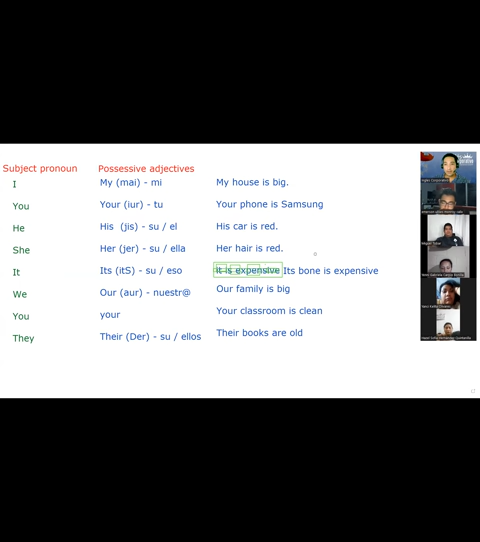 Subject pronoun Possessive adjectives
I My (mai) - mi My house is big.
You Your (iur) - tu Your phone is Samsung
He His (jis) - su / el His car is red.
She Her (jer) - su / ella Her hair is red.
It Its (itS) - su / eso it is expensive Its bone is expensive
We Our (aur) - nuestr@ Our family is big
You your Your classroom is clean
They Their (Der) - su / ellos Their books are old